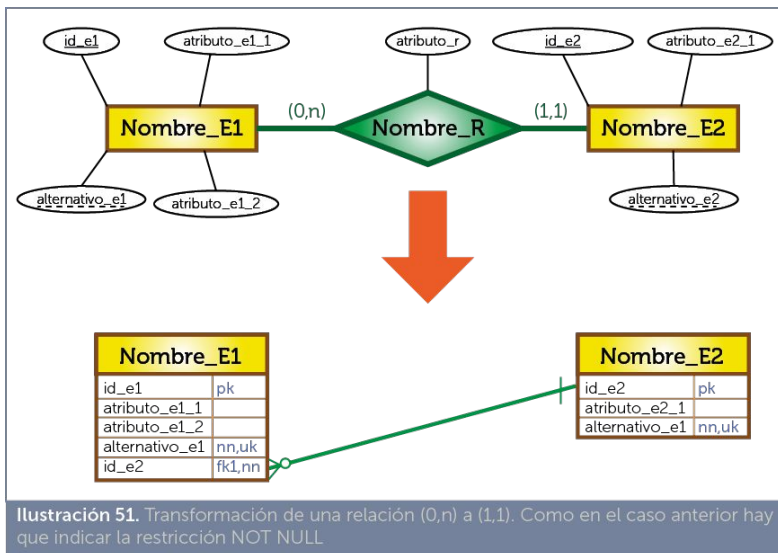 id_e1
atributo_e1_1
atributo_r
id_e2
atributo_e2_1
Nombre_E1
(0,n)
Nombre_R
(1,1)
Nombre_E2
alternativo_e1
atributo_e1_2
alternativo_e2
Nombre_E1
id_e1 pk
atributo_e1_1
atributo_e1_2
alternativo_e1 nn,uk
id_e2 fk1,nn
Nombre_E2
id_e2 pk
atributo_e2_1
alternativo_e1 nn,uk
Ilustración 51. Transformación de una relación (0,n) a (1,1). Como en el caso anterior hay
que indicar la restricción NOT NULL